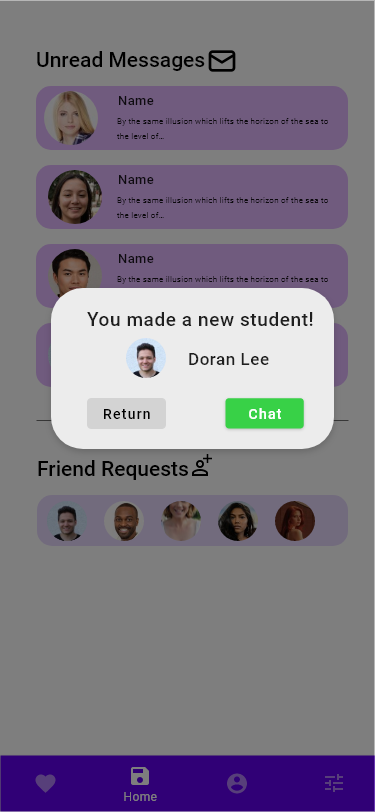 Unread Messages
Name
By the same illusion which lifts the horizon of the sea to
the level of...
Name
By the same illusion which lifts the horizon of the sea to
the level of...
Name
By the same illusion which lifts the horizon of the sea to
You made a new student!
Doran Lee
Return
Chat
Friend Requests
Home